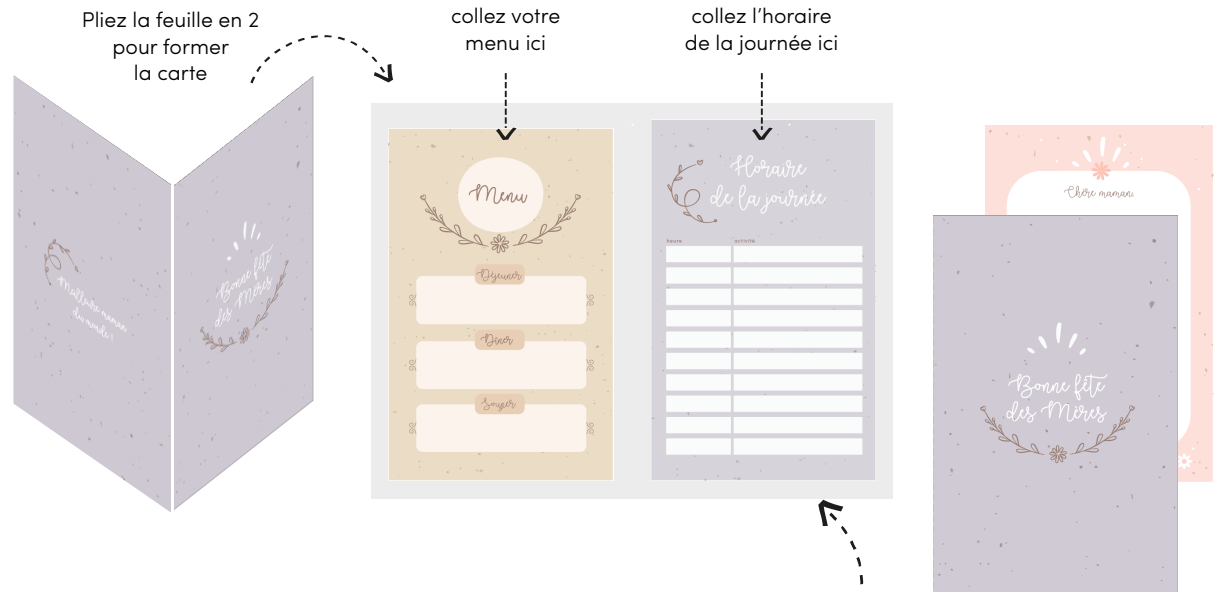 Pliez la feuille en 2
pour former
la carte
collez votre
menu ici
collez l'horaire
de la journée ici
Meilleure maman
du monde !
Bonne fête
des Mères
Menu
Déjeuner
Dîner
Souper
Horaire
de la journée
heure activité
Chère maman,
Bonne fête
des Mères